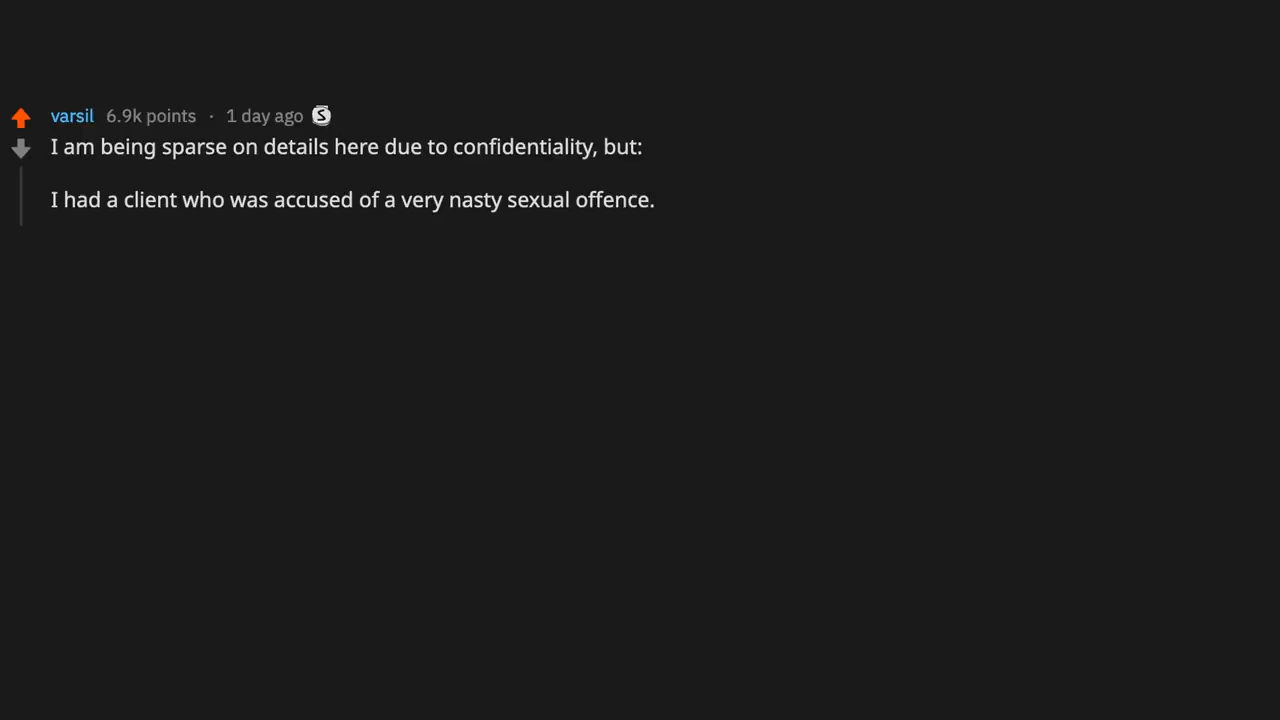 varsil 6.9k points · 1 day ago S
I am being sparse on details here due to confidentiality, but:
I had a client who was accused of a very nasty sexual offence.